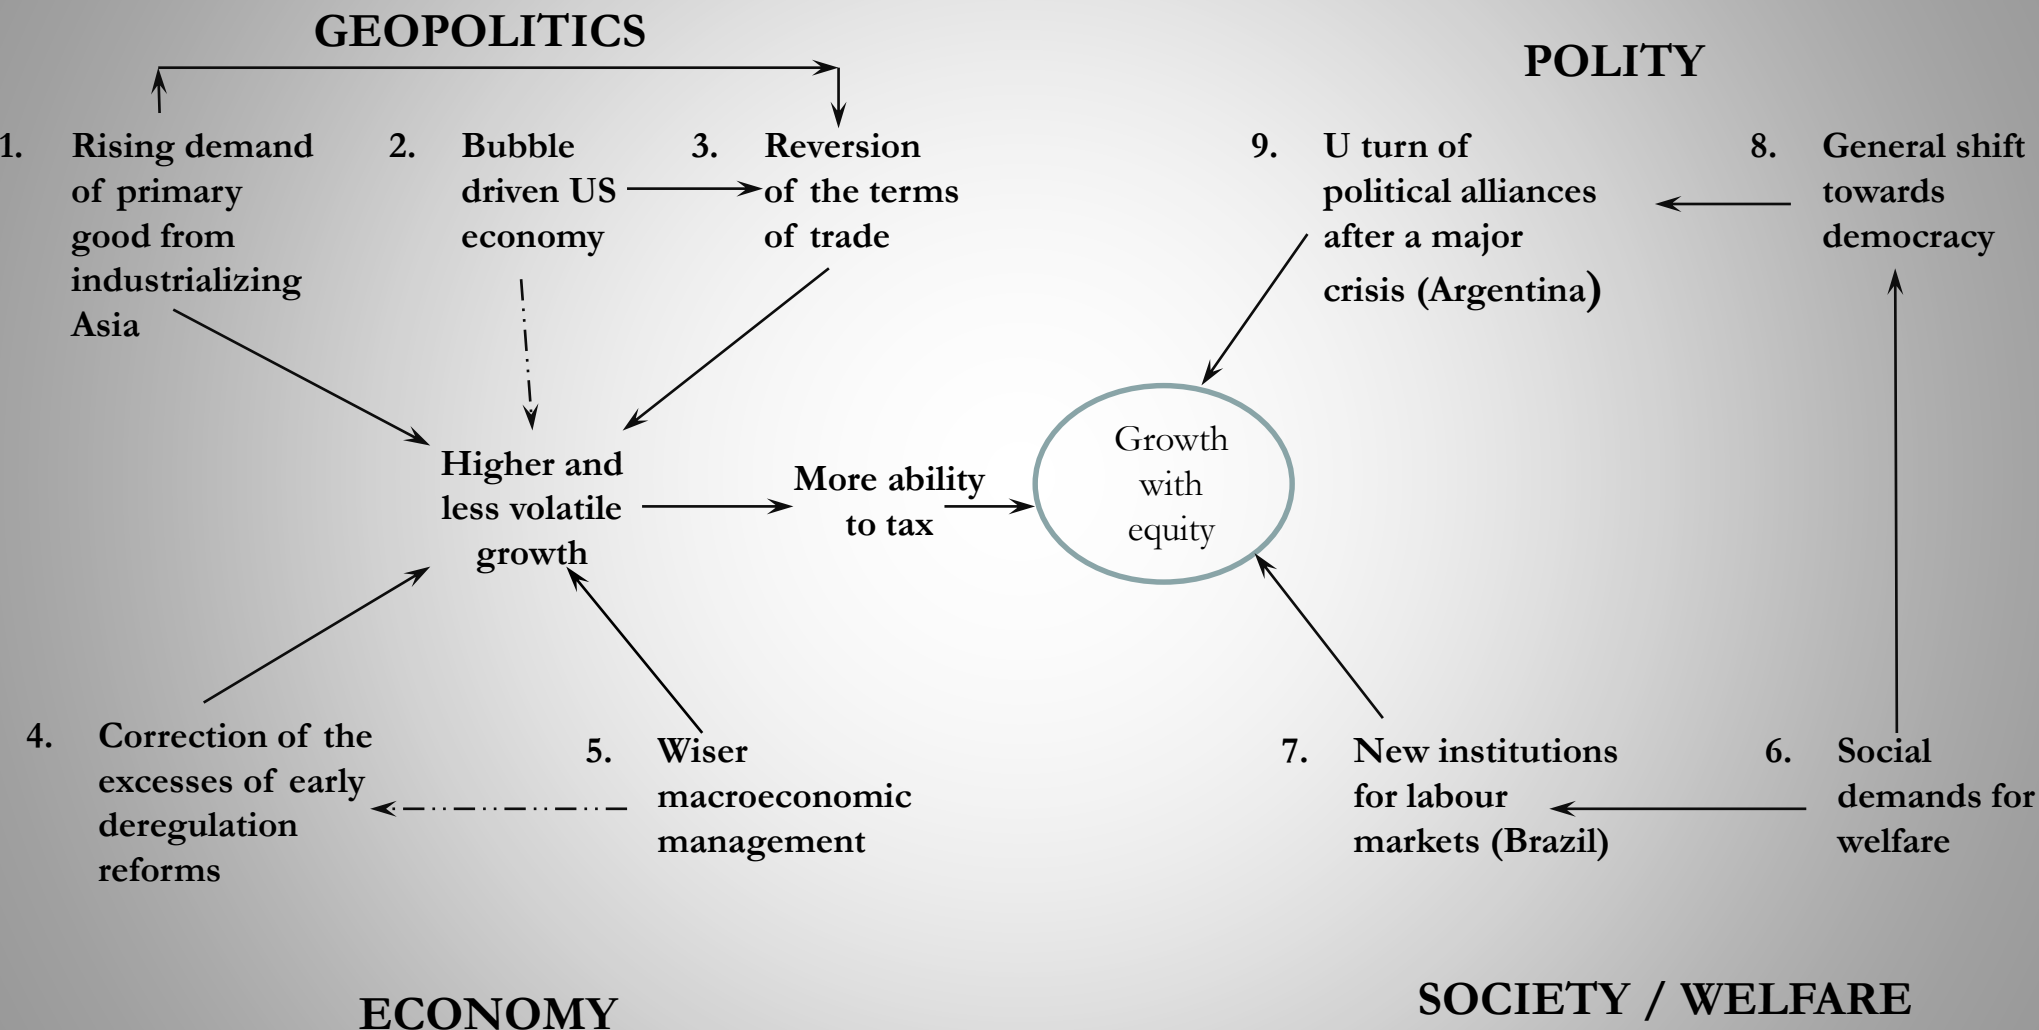 GEOPOLITICS
POLITY
1. Rising demand
of primary
good from
industrializing
Asia
2. Bubble
driven US
economy
3. Reversion
of the terms
of trade
9. U turn of
political alliances
after a major
crisis (Argentina)
8. General shift
towards
democracy
Higher and
less volatile
growth
More ability
to tax
Growth
with
equity
4. Correction of the
excesses of early
deregulation
reforms
5. Wiser
macroeconomic
management
7. New institutions
for labour
markets (Brazil)
6. Social
demands for
welfare
ECONOMY
SOCIETY / WELFARE